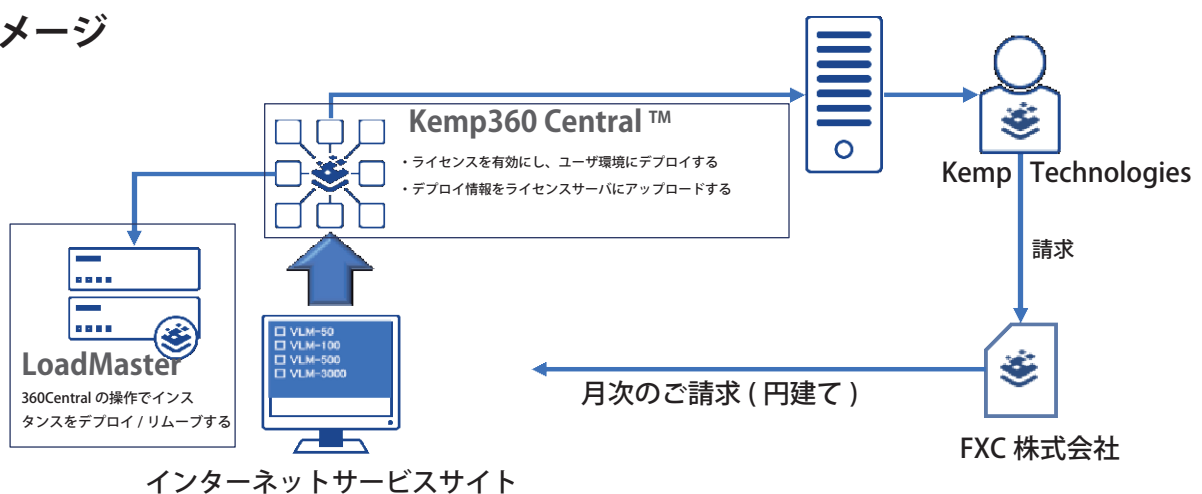 メージ
Kemp360 Central ™
・ライセンスを有効にし、ユーザ環境にデプロイする
・デプロイ情報をライセンスサーバにアップロードする
Kemp Technologies
請求
LoadMaster
360Central の操作でインス
タンスをデプロイ / リムーブする
VLM-50
VLM-100
VLM-500
VLM-3000
月次のご請求 ( 円建て )
FXC 株式会社
インターネットサービスサイト